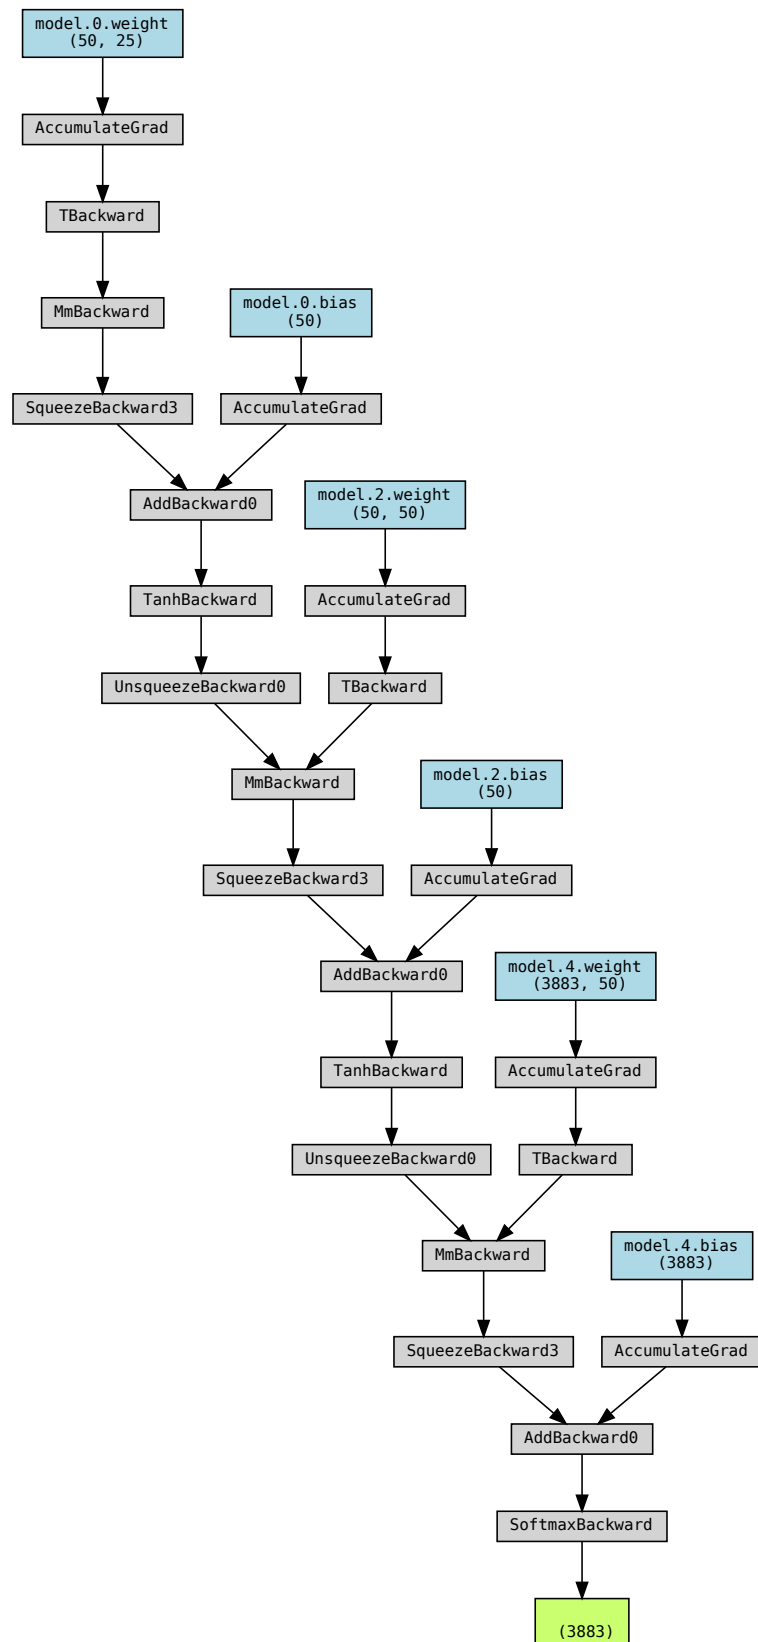 model.0.weight
(50, 25)
AccumulateGrad
TBackward
MmBackward
model.0.bias
(50)
SqueezeBackward3
AccumulateGrad
AddBackward0
model.2.weight
(50, 50)
TanhBackward
AccumulateGrad
UnsqueezeBackward0
TBackward
MmBackward
model.2.bias
(50)
SqueezeBackward3
AccumulateGrad
AddBackward0
model.4.weight
(3883, 50)
TanhBackward
AccumulateGrad
UnsqueezeBackward0
TBackward
MmBackward
model.4.bias
(3883)
SqueezeBackward3
AccumulateGrad
AddBackward0
SoftmaxBackward
(3883)